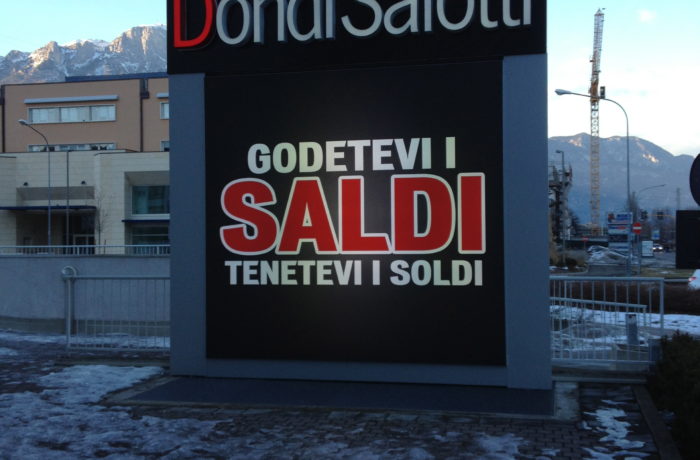 DondiSalotti
GODETEVI I
SALDI
TENETEVI I SOLDI